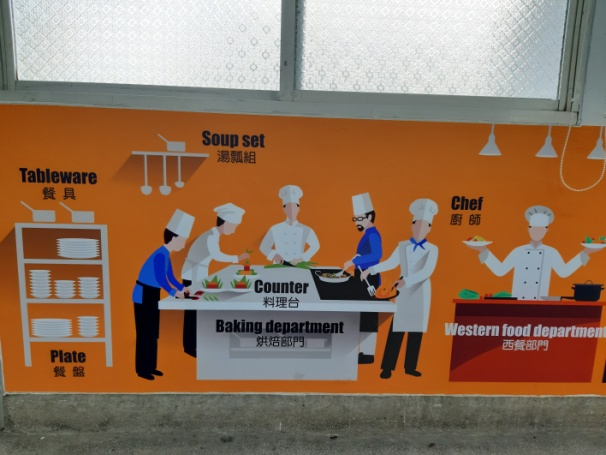 Soup set
湯瓢組
Tableware
餐具
Chef
廚師
Counter
料理台
Baking department
烘焙部門
Western food department
西餐部門
Plate
餐盤